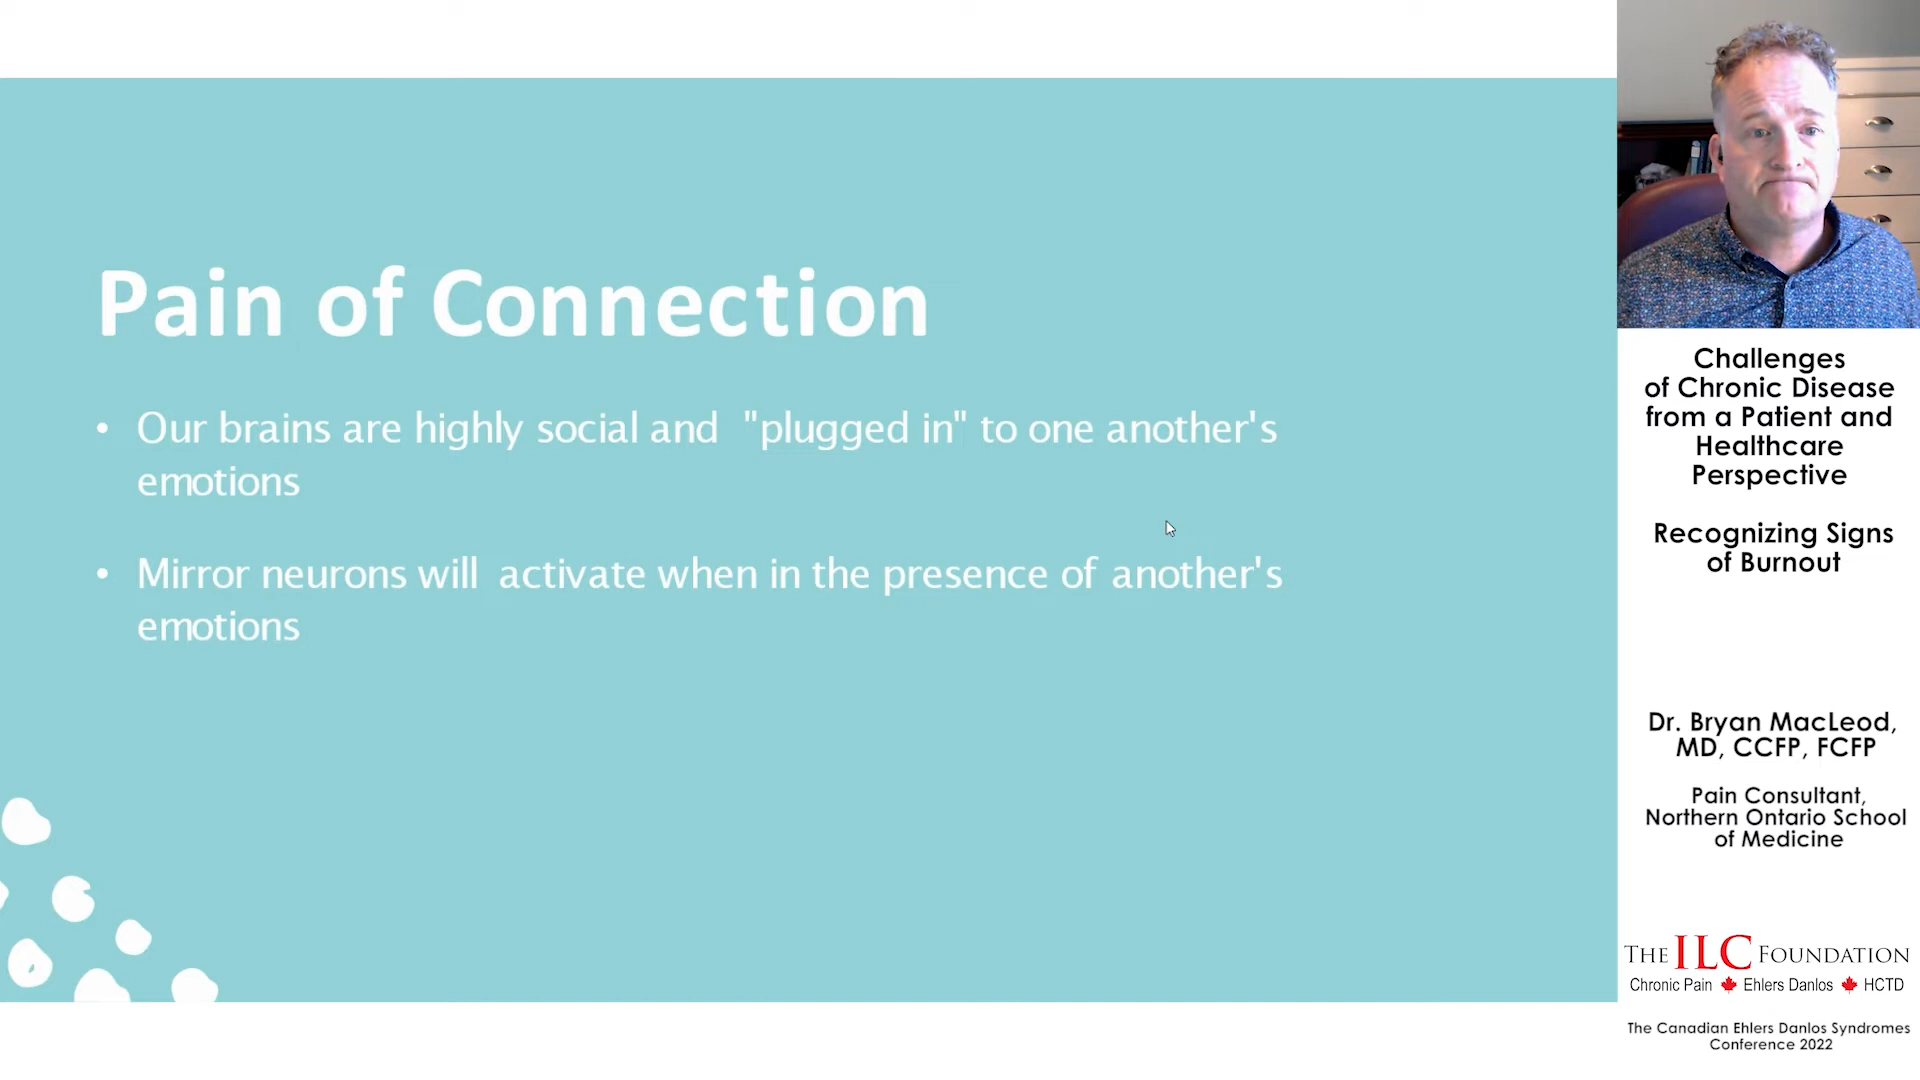 Pain of Connection
• Our brains are highly social and "plugged in" to one another's
emotions
• Mirror neurons will activate when in the presence of another's
emotions
Challenges
of Chronic Disease
from a Patient and
Healthcare
Perspective
Recognizing Signs
of Burnout
Dr. Bryan MacLeod,
MD, CCFP, FCFP
Pain Consultant,
Northern Ontario School
of Medicine
THE ILC FOUNDATION
Chronic Pain Ehlers Danlos HCTD
The Canadian Ehlers Danlos Syndromes
Conference 2022